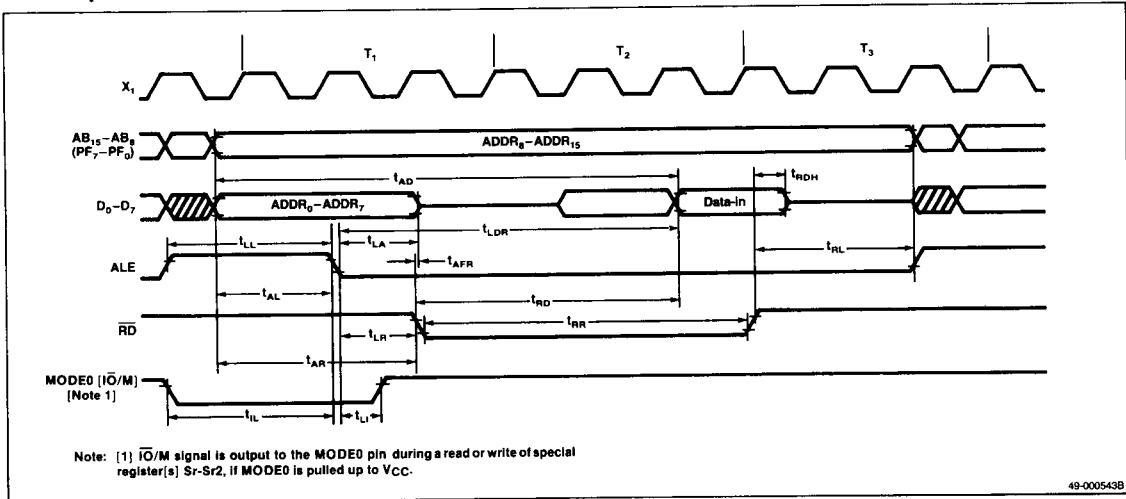 T1 T2 T3
X1
AB15–AB8
(PF7–PF0)
ADDR8–ADDR15
tAD
tRDH
D0–D7
ADDR0–ADDR7
Data-in
tLL
tLA
tLDR
tRL
tAFR
ALE
tAL
tRD
RD
tRR
tLR
tAR
MODE0 [IO/M]
[Note 1]
tIL
tLI
Note: [1] IO/M signal is output to the MODE0 pin during a read or write of special
register[s] Sr-Sr2, if MODE0 is pulled up to VCC.
49-000543B